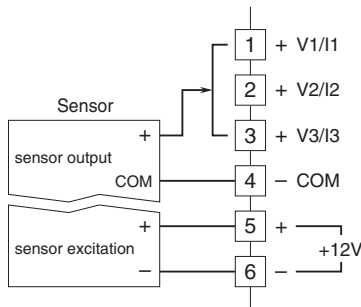 1 + V1/I1
2 + V2/I2
Sensor
+ 3 + V3/I3
sensor output
COM 4 − COM
+ 5 +
sensor excitation +12V
− 6 −